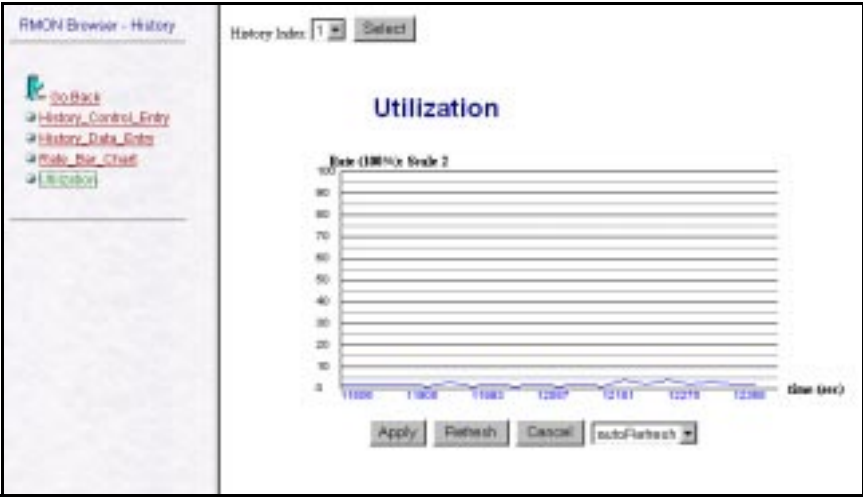 RMON Browser - History
Go Back
History_Control_Entry
History_Data_Entry
Rate_Bar_Chart
Utilization
History Index 1 Select
Utilization
Rate (100%): Scale 2
100
90
80
70
60
50
40
30
20
10
0
time (sec)
Apply Refresh Cancel autoRefresh